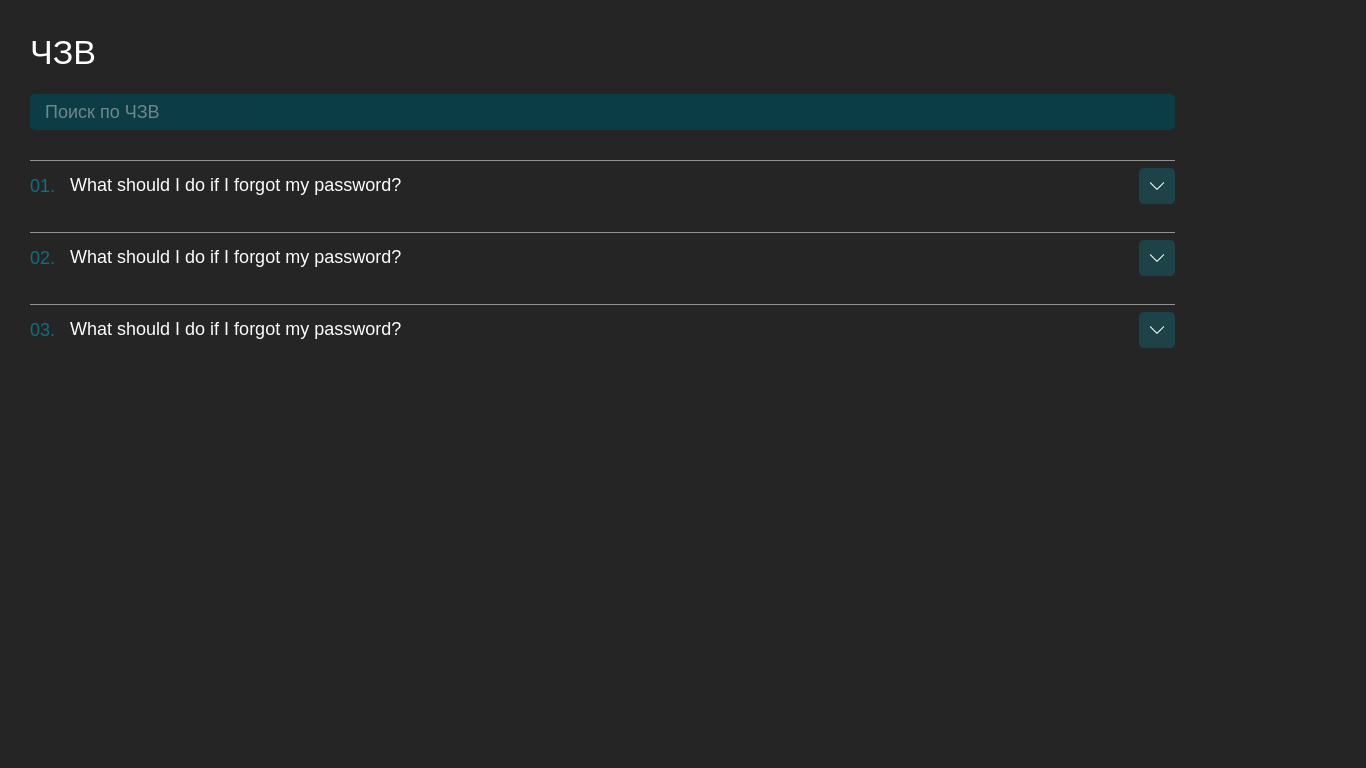 ЧЗВ
Поиск по ЧЗВ
01. What should I do if I forgot my password?
02. What should I do if I forgot my password?
03. What should I do if I forgot my password?